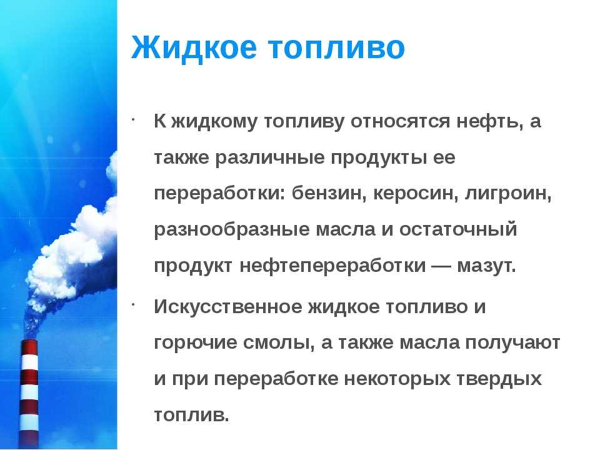 Жидкое топливо
К жидкому топливу относятся нефть, а
также различные продукты ее
переработки: бензин, керосин, лигроин,
разнообразные масла и остаточный
продукт нефтепереработки — мазут.
Искусственное жидкое топливо и
горючие смолы, а также масла получают
и при переработке некоторых твердых
топлив.